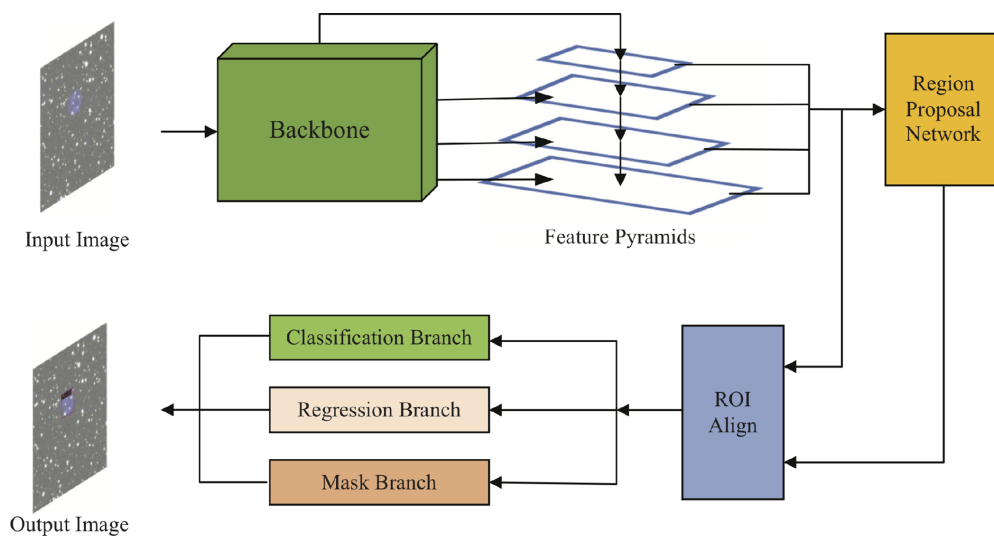 Backbone
Region
Proposal
Network
Input Image
Feature Pyramids
Classification Branch
Regression Branch
Mask Branch
ROI
Align
Output Image